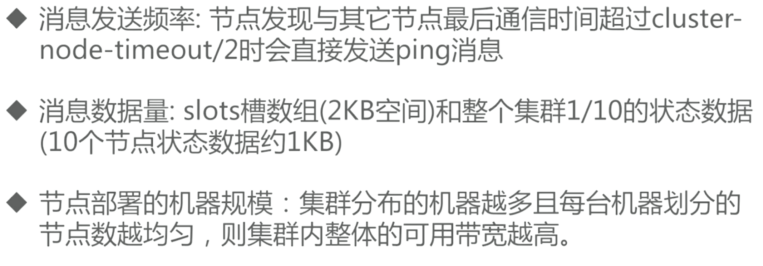 ◆ 消息发送频率: 节点发现与其它节点最后通信时间超过cluster-
node-timeout/2时会直接发送ping消息
◆ 消息数据量: slots槽数组(2KB空间)和整个集群1/10的状态数据
(10个节点状态数据约1KB)
◆ 节点部署的机器规模：集群分布的机器越多且每台机器划分的
节点数越均匀，则集群内整体的可用带宽越高。